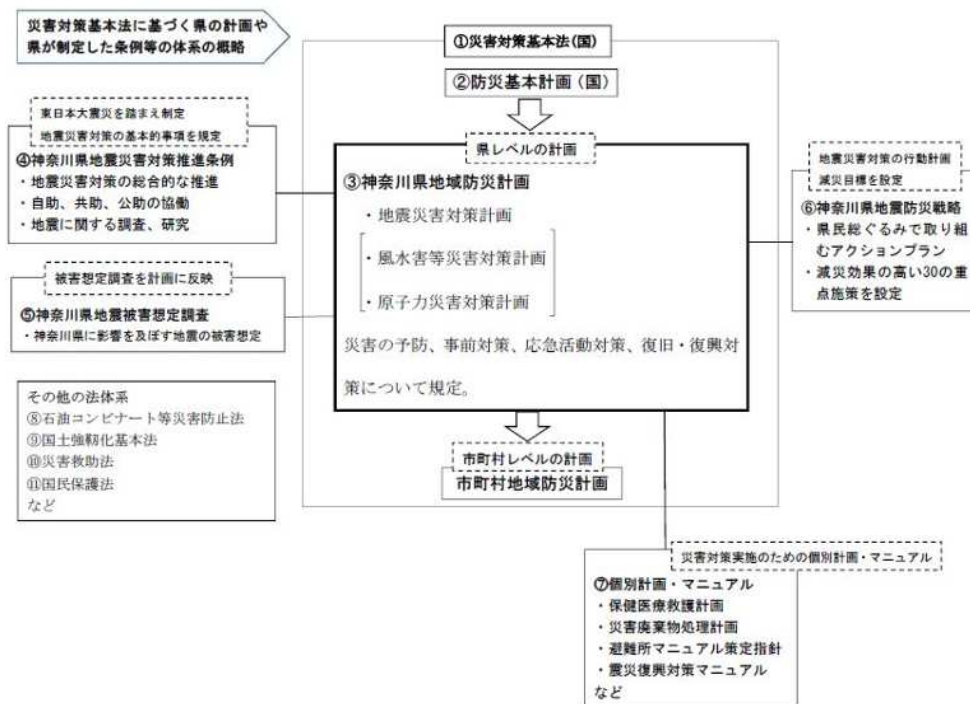 災害対策基本法に基づく県の計画や
県が制定した条例等の体系の概略
①災害対策基本法(国)
②防災基本計画(国)
東日本大震災を踏まえ制定
地震災害対策の基本的事項を規定
④神奈川県地震災害対策推進条例
・地震災害対策の総合的な推進
・自助、共助、公助の協働
・地震に関する調査、研究
被害想定調査を計画に反映
⑤神奈川県地震被害想定調査
・神奈川県に影響を及ぼす地震の被害想定
その他の法体系
⑧石油コンビナート等災害防止法
⑨国土強靱化基本法
⑩災害救助法
⑪国民保護法
など
県レベルの計画
③神奈川県地域防災計画
・地震災害対策計画
・風水害等災害対策計画
・原子力災害対策計画
災害の予防、事前対策、応急活動対策、復旧・復興対
策について規定。
市町村レベルの計画
市町村地域防災計画
地震災害対策の行動計画
減災目標を設定
⑥神奈川県地震防災戦略
・県民総ぐるみで取り組
むアクションプラン
・減災効果の高い30の重
点施策を設定
災害対策実施のための個別計画・マニュアル
⑦個別計画・マニュアル
・保健医療救護計画
・災害廃棄物処理計画
・避難所マニュアル策定指針
・震災復興対策マニュアル
など